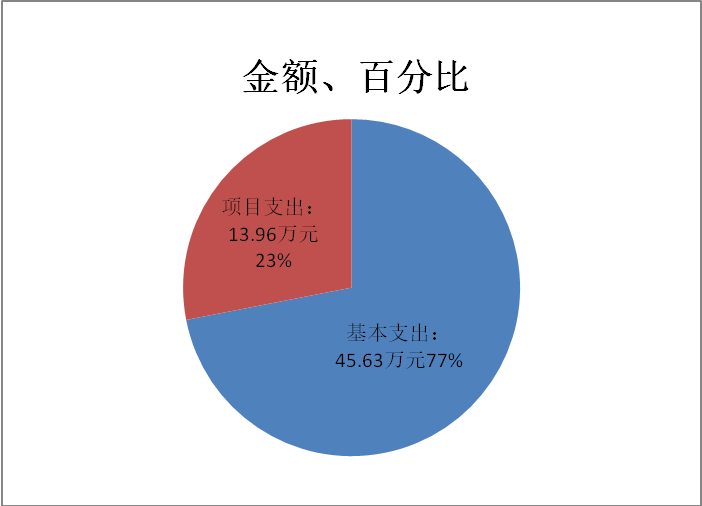 金额、百分比
项目支出：
13.96万元
23%
基本支出：
45.63万元77%